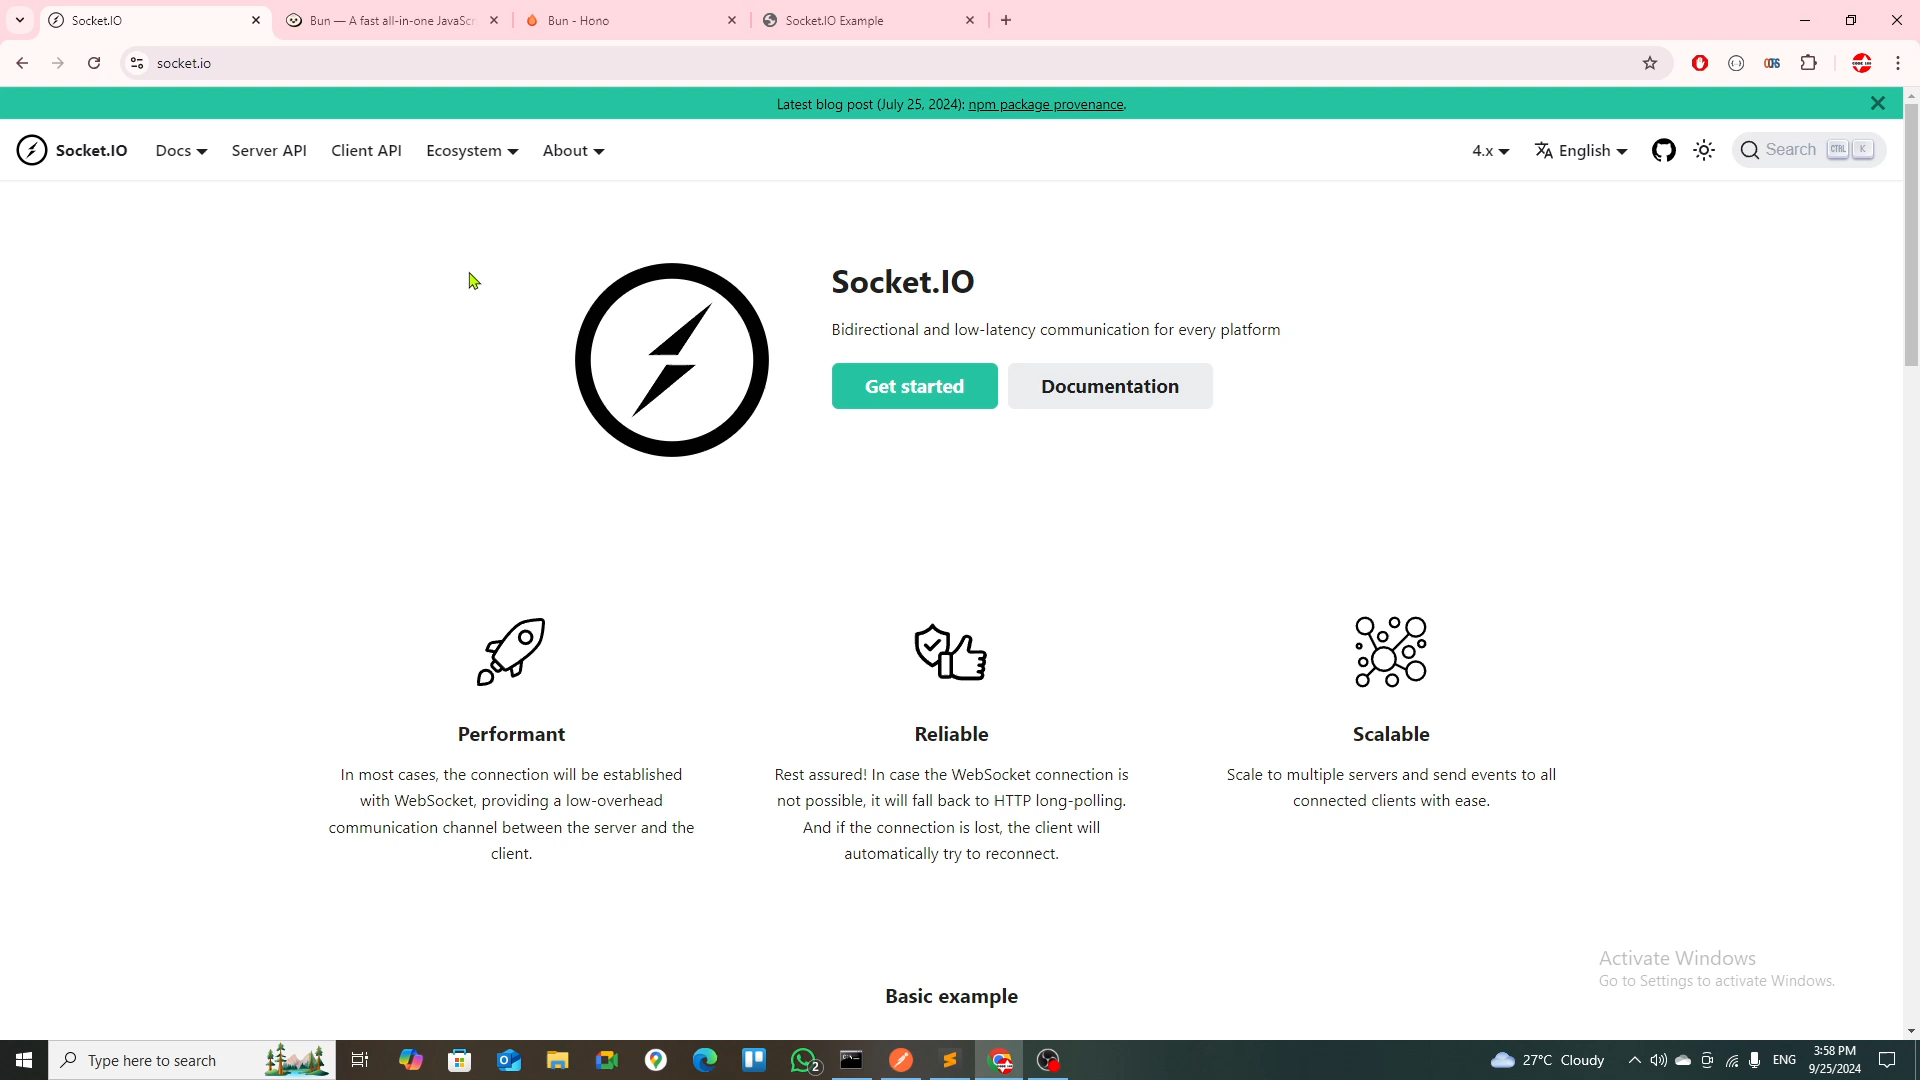 Socket.IO
Bun — A fast all-in-one JavaScr
Bun - Hono
Socket.IO Example
socket.io
Latest blog post (July 25, 2024): npm package provenance.
Socket.IO
Docs
Server API
Client API
Ecosystem
About
4.x
English
Search
CTRL
K
Socket.IO
Bidirectional and low-latency communication for every platform
Get started
Documentation
Performant
In most cases, the connection will be established
with WebSocket, providing a low-overhead
communication channel between the server and the
client.
Reliable
Rest assured! In case the WebSocket connection is
not possible, it will fall back to HTTP long-polling.
And if the connection is lost, the client will
automatically try to reconnect.
Scalable
Scale to multiple servers and send events to all
connected clients with ease.
Basic example
Activate Windows
Go to Settings to activate Windows.
Type here to search
2
27°C Cloudy
ENG
3:58 PM
9/25/2024